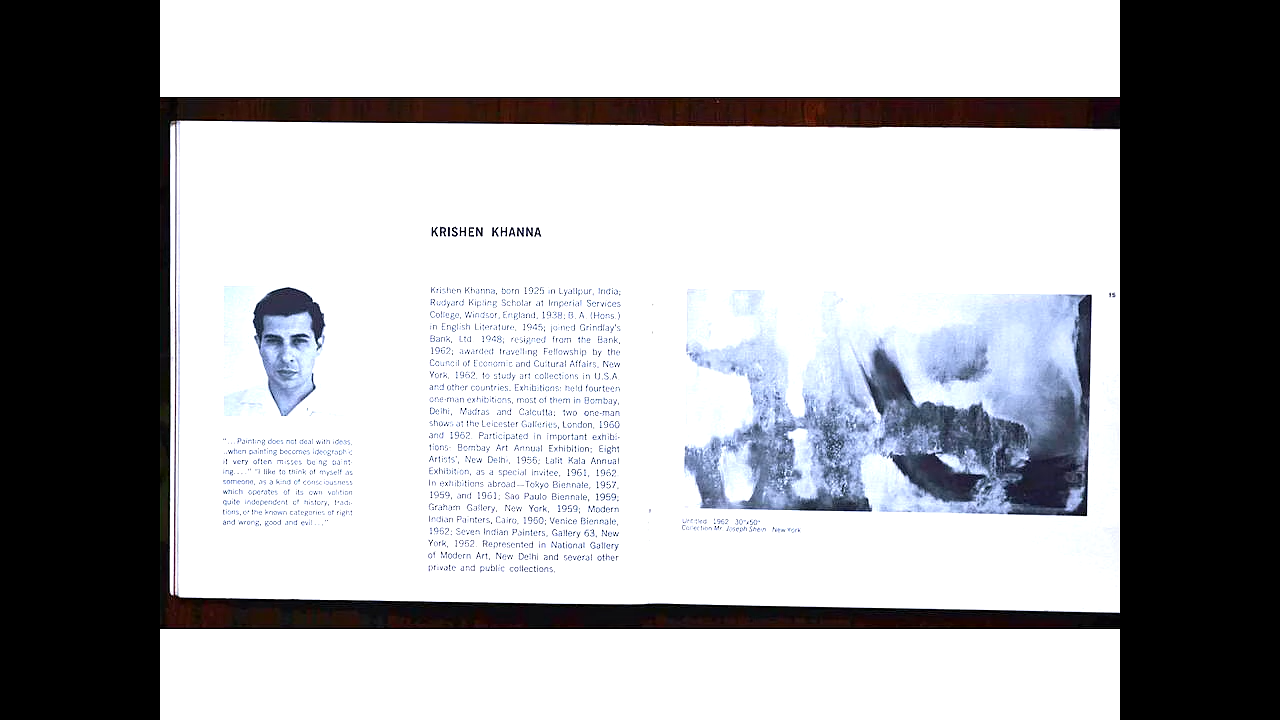 KRISHEN KHANNA
"... Painting does not deal with ideas,
..when painting becomes ideographic
it very often misses being paint-
ing...." "I like to think of myself as
someone, as a kind of consciousness
which operates of its own volition
quite independent of history, tradi-
tions, or the known categories of right
and wrong, good and evil...."
Krishen Khanna, born 1925 in Lyallpur, India;
Rudyard Kipling Scholar at Imperial Services
College, Windsor, England, 1938; B. A. (Hons.)
in English Literature, 1945; joined Grindlay's
Bank, Ltd. 1948; resigned from the Bank,
1962; awarded travelling Fellowship by the
Council of Economic and Cultural Affairs, New
York, 1962, to study art collections in U.S.A.
and other countries. Exhibitions: held fourteen
one-man exhibitions, most of them in Bombay,
Delhi, Madras and Calcutta; two one-man
shows at the Leicester Galleries, London, 1960
and 1962. Participated in important exhibi-
tions- Bombay Art Annual Exhibition; Eight
Artists', New Delhi, 1956; Lalit Kala Annual
Exhibition, as a special invitee, 1961, 1962.
In exhibitions abroad—Tokyo Biennale, 1957,
1959, and 1961; Sao Paulo Biennale, 1959;
Graham Gallery, New York, 1959; Modern
Indian Painters, Cairo, 1960; Venice Biennale,
1962; Seven Indian Painters, Gallery 63, New
York, 1962. Represented in National Gallery
of Modern Art, New Delhi and several other
private and public collections.
15
Untitled 1962 30"x50"
Collection Mr. Joseph Shein New York